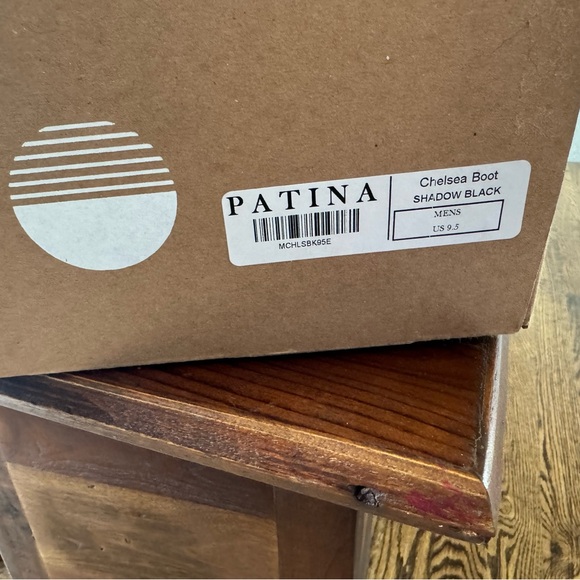 PATINA
MCHLSBK95E
Chelsea Boot
SHADOW BLACK
MENS
US 9.5